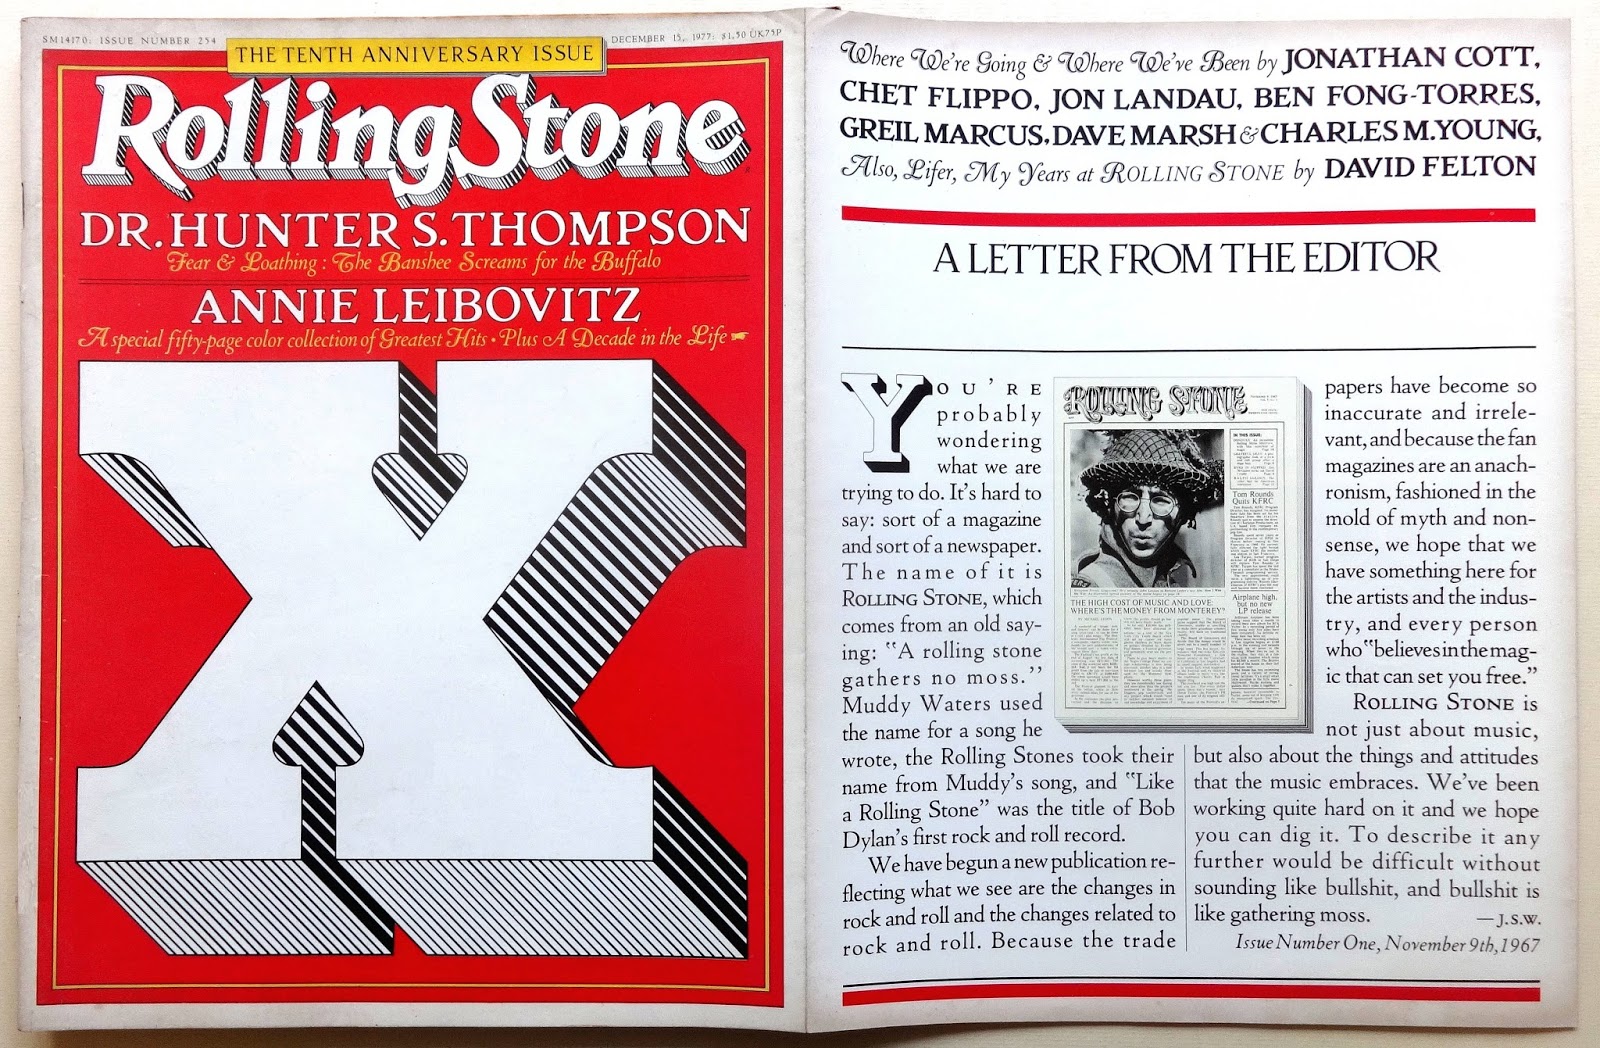 SM14170: ISSUE NUMBER 254
DECEMBER 15, 1977: $1.50 UK75P
THE TENTH ANNIVERSARY ISSUE
Rolling Stone
DR. HUNTER S. THOMPSON
Fear & Loathing: The Banshee Screams for the Buffalo
ANNIE LEIBOVITZ
A special fifty-page color collection of Greatest Hits • Plus A Decade in the Life
X
Where We're Going & Where We've Been by JONATHAN COTT,
CHET FLIPPO, JON LANDAU, BEN FONG-TORRES,
GREIL MARCUS, DAVE MARSH & CHARLES M. YOUNG,
Also, Lifer, My Years at ROLLING STONE by DAVID FELTON
A LETTER FROM THE EDITOR
YOU'RE
probably
wondering
what we are
trying to do. It's hard to
say: sort of a magazine
and sort of a newspaper.
The name of it is
ROLLING STONE, which
comes from an old say-
ing: "A rolling stone
gathers no moss."
Muddy Waters used
the name for a song he
wrote, the Rolling Stones took their
name from Muddy's song, and "Like
a Rolling Stone" was the title of Bob
Dylan's first rock and roll record.
We have begun a new publication re-
flecting what we see are the changes in
rock and roll and the changes related to
rock and roll. Because the trade
ROLLING STONE
IN THIS ISSUE:
Tom Rounds
Quits KFRC
Airplane high,
but no new
LP release
THE HIGH COST OF MUSIC AND LOVE:
WHERE'S THE MONEY FROM MONTEREY?
papers have become so
inaccurate and irrele-
vant, and because the fan
magazines are an anach-
ronism, fashioned in the
mold of myth and non-
sense, we hope that we
have something here for
the artists and the indus-
try, and every person
who "believes in the mag-
ic that can set you free."
ROLLING STONE is
not just about music,
but also about the things and attitudes
that the music embraces. We've been
working quite hard on it and we hope
you can dig it. To describe it any
further would be difficult without
sounding like bullshit, and bullshit is
like gathering moss. — J.S.W.
Issue Number One, November 9th, 1967